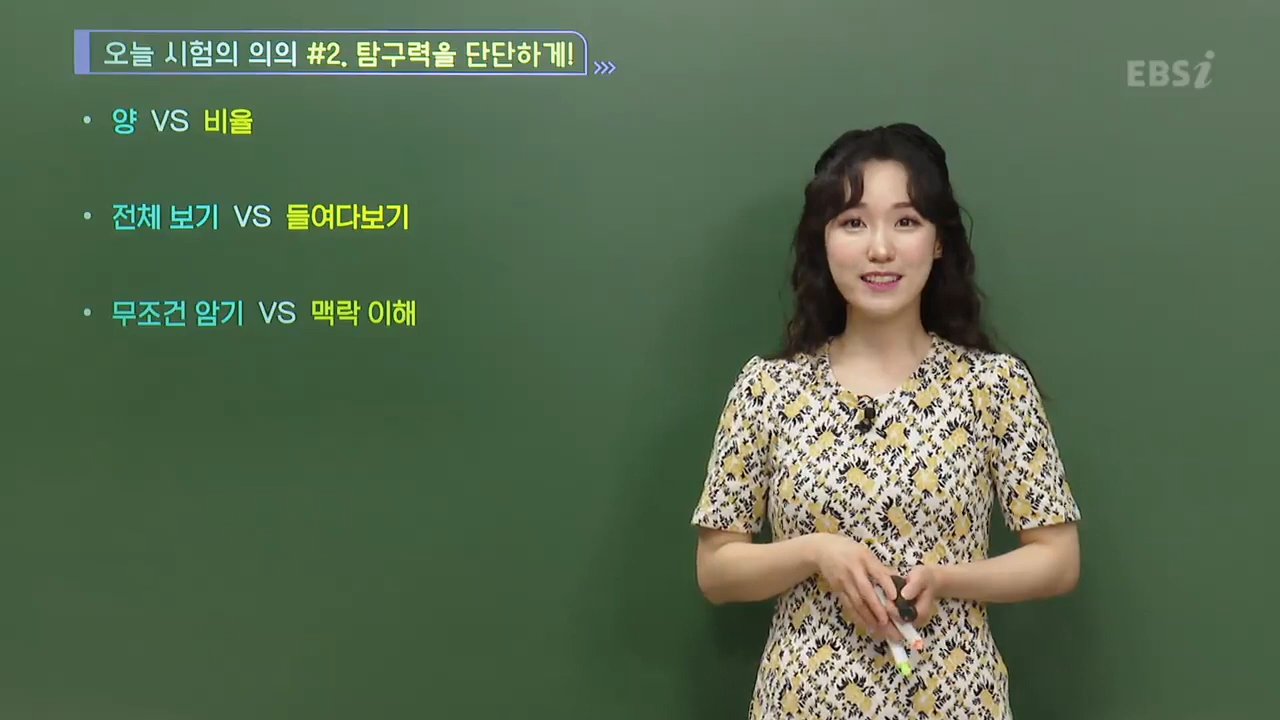 오늘 시험의 의의 #2. 탐구력을 단단하게!
EBSi
• 양 VS 비율
• 전체 보기 VS 들여다보기
• 무조건 암기 VS 맥락 이해